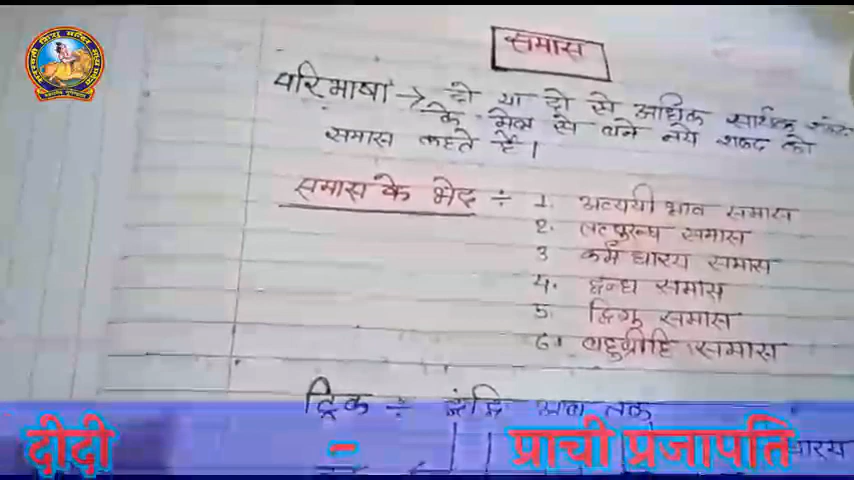 समास
परिभाषा → दो या दो से अधिक सार्थक
के मेल से बने नये शब्द को
समास कहते है।
समास के भेद ÷ 1. अव्ययी भाव समास
2. तत्पुरुष समास
3 कर्म धारय समास
4. द्वन्ध समास
5. द्विगु समास
6. बहुव्रीहि समास
ट्रिक ÷
दीदी - प्राची प्रजापति